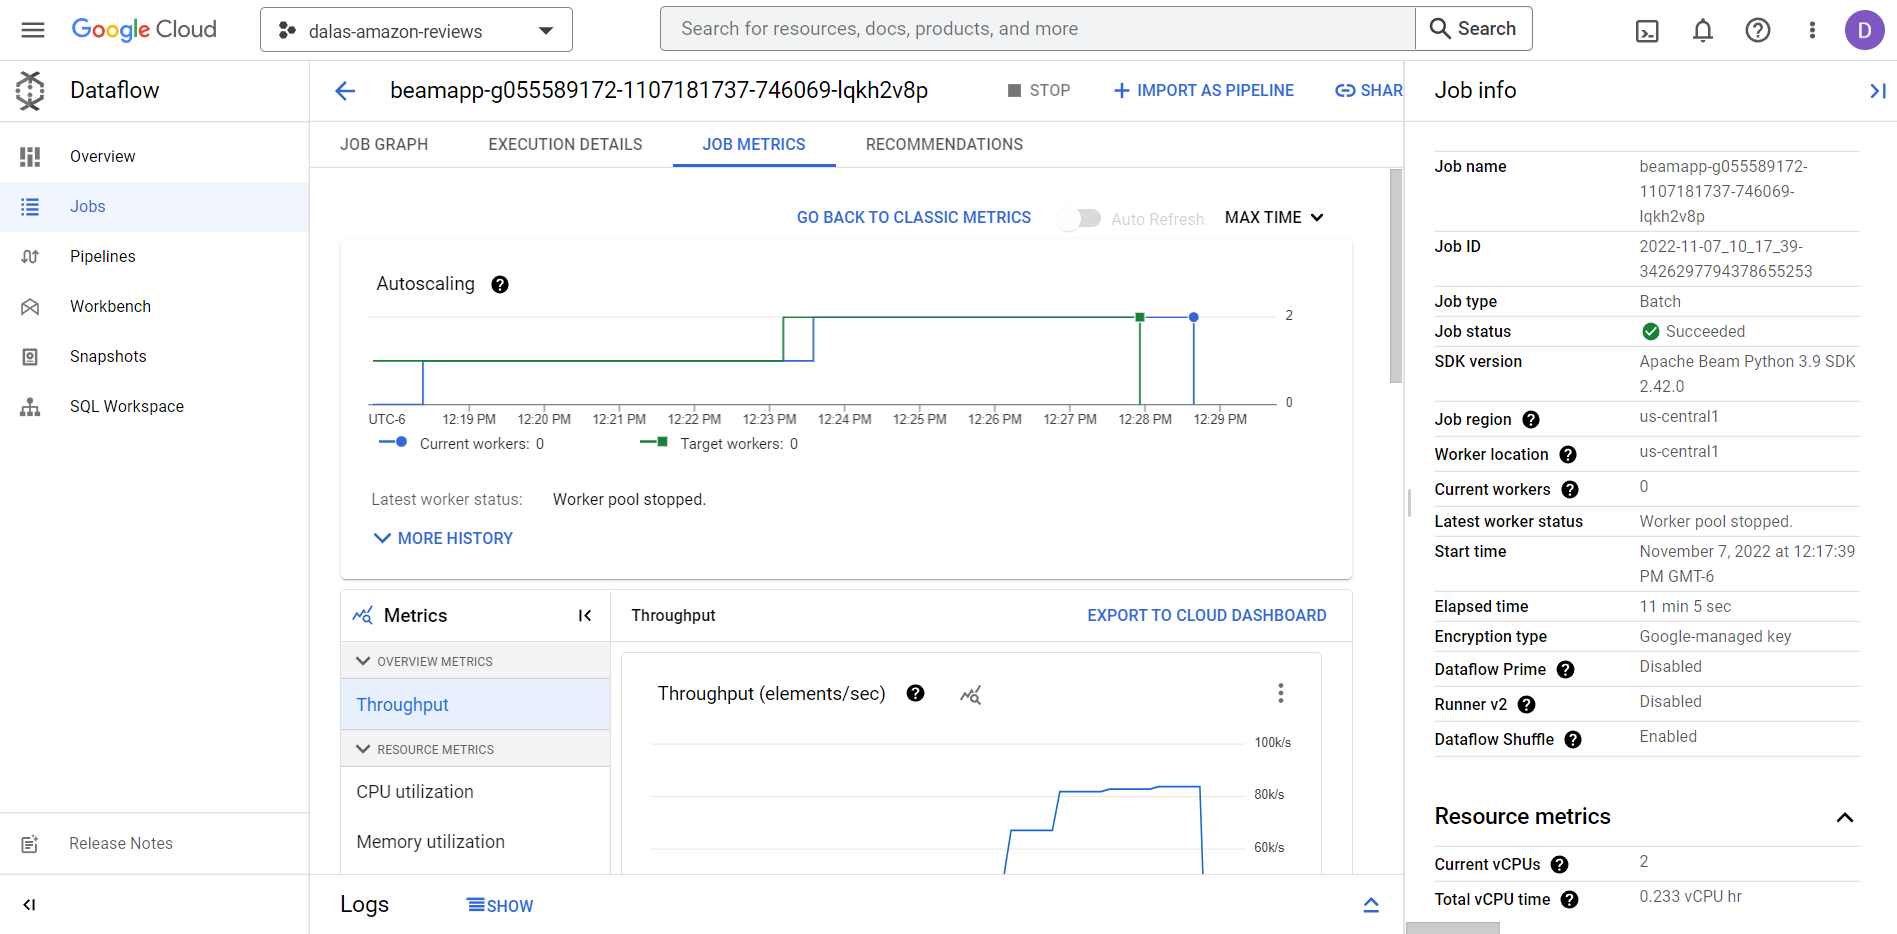 Google Cloud
dalas-amazon-reviews
Search for resources, docs, products, and more
Search
D
Dataflow
Overview
Jobs
Pipelines
Workbench
Snapshots
SQL Workspace
Release Notes
beamapp-g055589172-1107181737-746069-lqkh2v8p
STOP
IMPORT AS PIPELINE
SHAR
JOB GRAPH
EXECUTION DETAILS
JOB METRICS
RECOMMENDATIONS
GO BACK TO CLASSIC METRICS
Auto Refresh
MAX TIME
Autoscaling
2
0
UTC-6 12:19 PM 12:20 PM 12:21 PM 12:22 PM 12:23 PM 12:24 PM 12:25 PM 12:26 PM 12:27 PM 12:28 PM 12:29 PM
Current workers: 0
Target workers: 0
Latest worker status: Worker pool stopped.
MORE HISTORY
Metrics
OVERVIEW METRICS
Throughput
RESOURCE METRICS
CPU utilization
Memory utilization
Throughput
EXPORT TO CLOUD DASHBOARD
Throughput (elements/sec)
100k/s
80k/s
60k/s
Logs
SHOW
Job info
Job name beamapp-g055589172-
1107181737-746069-
lqkh2v8p
Job ID 2022-11-07_10_17_39-
3426297794378655253
Job type Batch
Job status Succeeded
SDK version Apache Beam Python 3.9 SDK
2.42.0
Job region us-central1
Worker location us-central1
Current workers 0
Latest worker status Worker pool stopped.
Start time November 7, 2022 at 12:17:39
PM GMT-6
Elapsed time 11 min 5 sec
Encryption type Google-managed key
Dataflow Prime Disabled
Runner v2 Disabled
Dataflow Shuffle Enabled
Resource metrics
Current vCPUs 2
Total vCPU time 0.233 vCPU hr